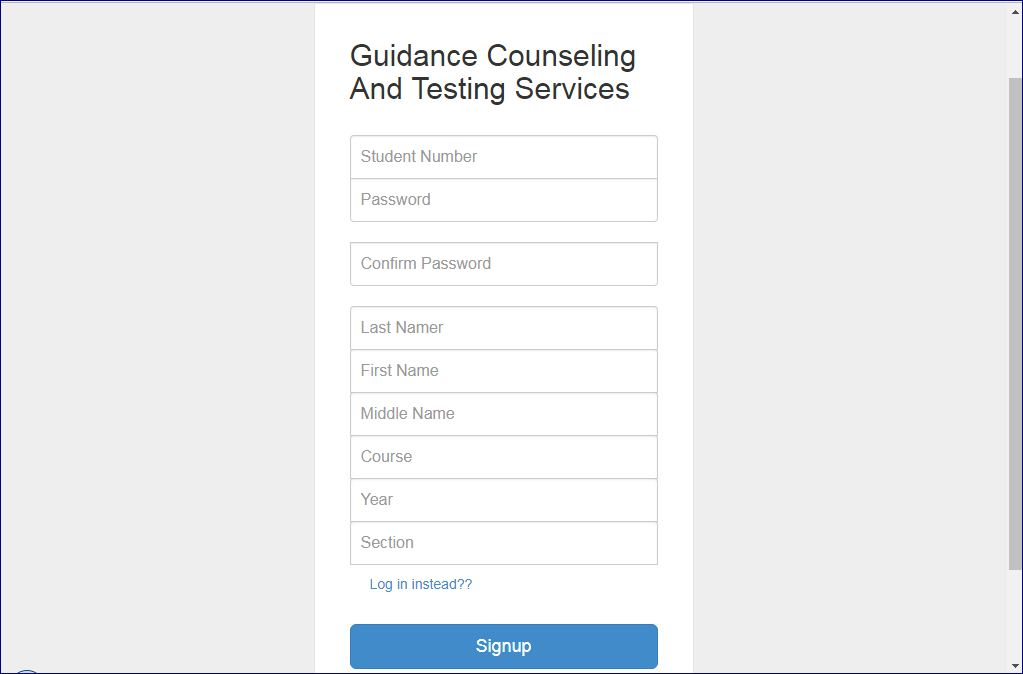 Guidance Counseling
And Testing Services
Student Number
Password
Confirm Password
Last Namer
First Name
Middle Name
Course
Year
Section
Log in instead??
Signup